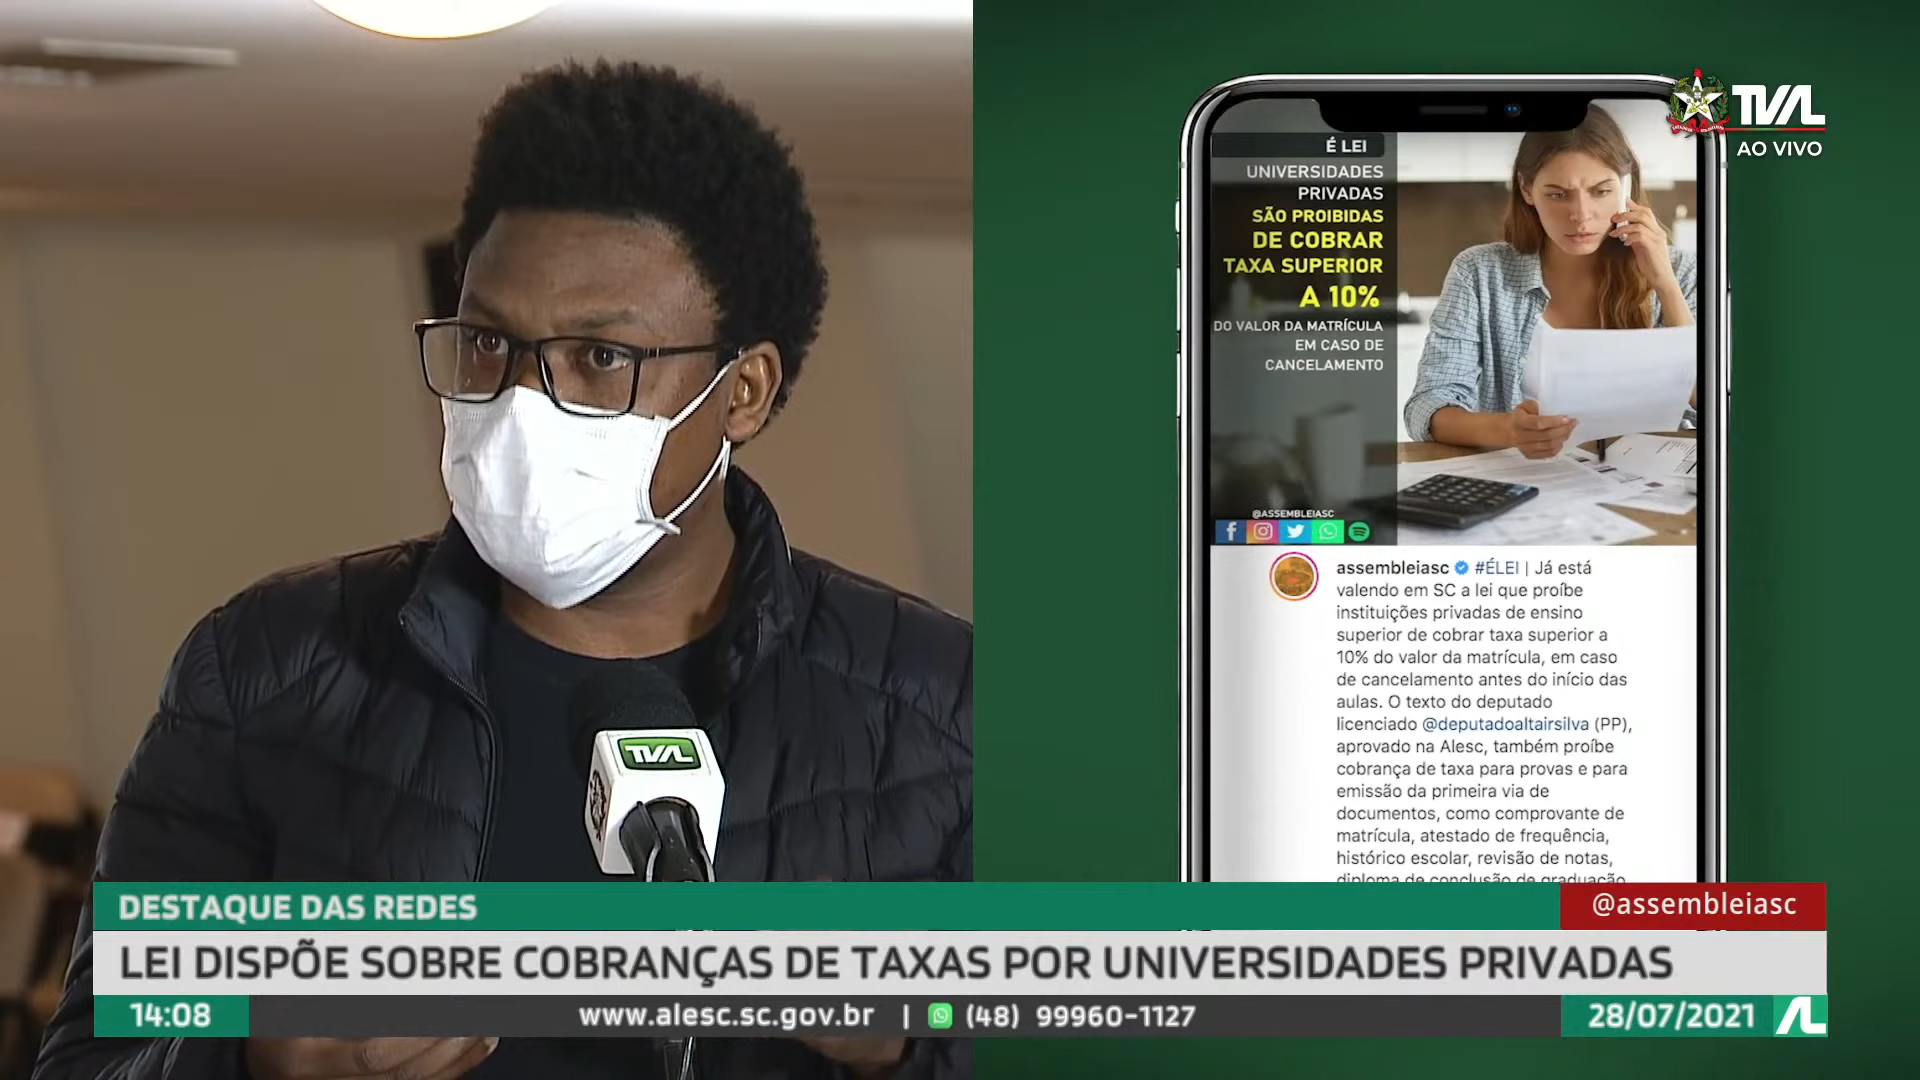 TVAL
AO VIVO
É LEI
UNIVERSIDADES
PRIVADAS
SÃO PROIBIDAS
DE COBRAR
TAXA SUPERIOR
A 10%
DO VALOR DA MATRÍCULA
EM CASO DE
CANCELAMENTO
@ASSEMBLEIASC
assembleiasc #ÉLEI | Já está
valendo em SC a lei que proíbe
instituições privadas de ensino
superior de cobrar taxa superior a
10% do valor da matrícula, em caso
de cancelamento antes do início das
aulas. O texto do deputado
licenciado @deputadoaltairsilva (PP),
aprovado na Alesc, também proíbe
cobrança de taxa para provas e para
emissão da primeira via de
documentos, como comprovante de
matrícula, atestado de frequência,
histórico escolar, revisão de notas,
diploma de conclusão de graduação
TVAL
DESTAQUE DAS REDES
@assembleiasc
LEI DISPÕE SOBRE COBRANÇAS DE TAXAS POR UNIVERSIDADES PRIVADAS
14:08
www.alesc.sc.gov.br | (48) 99960-1127
28/07/2021
AL